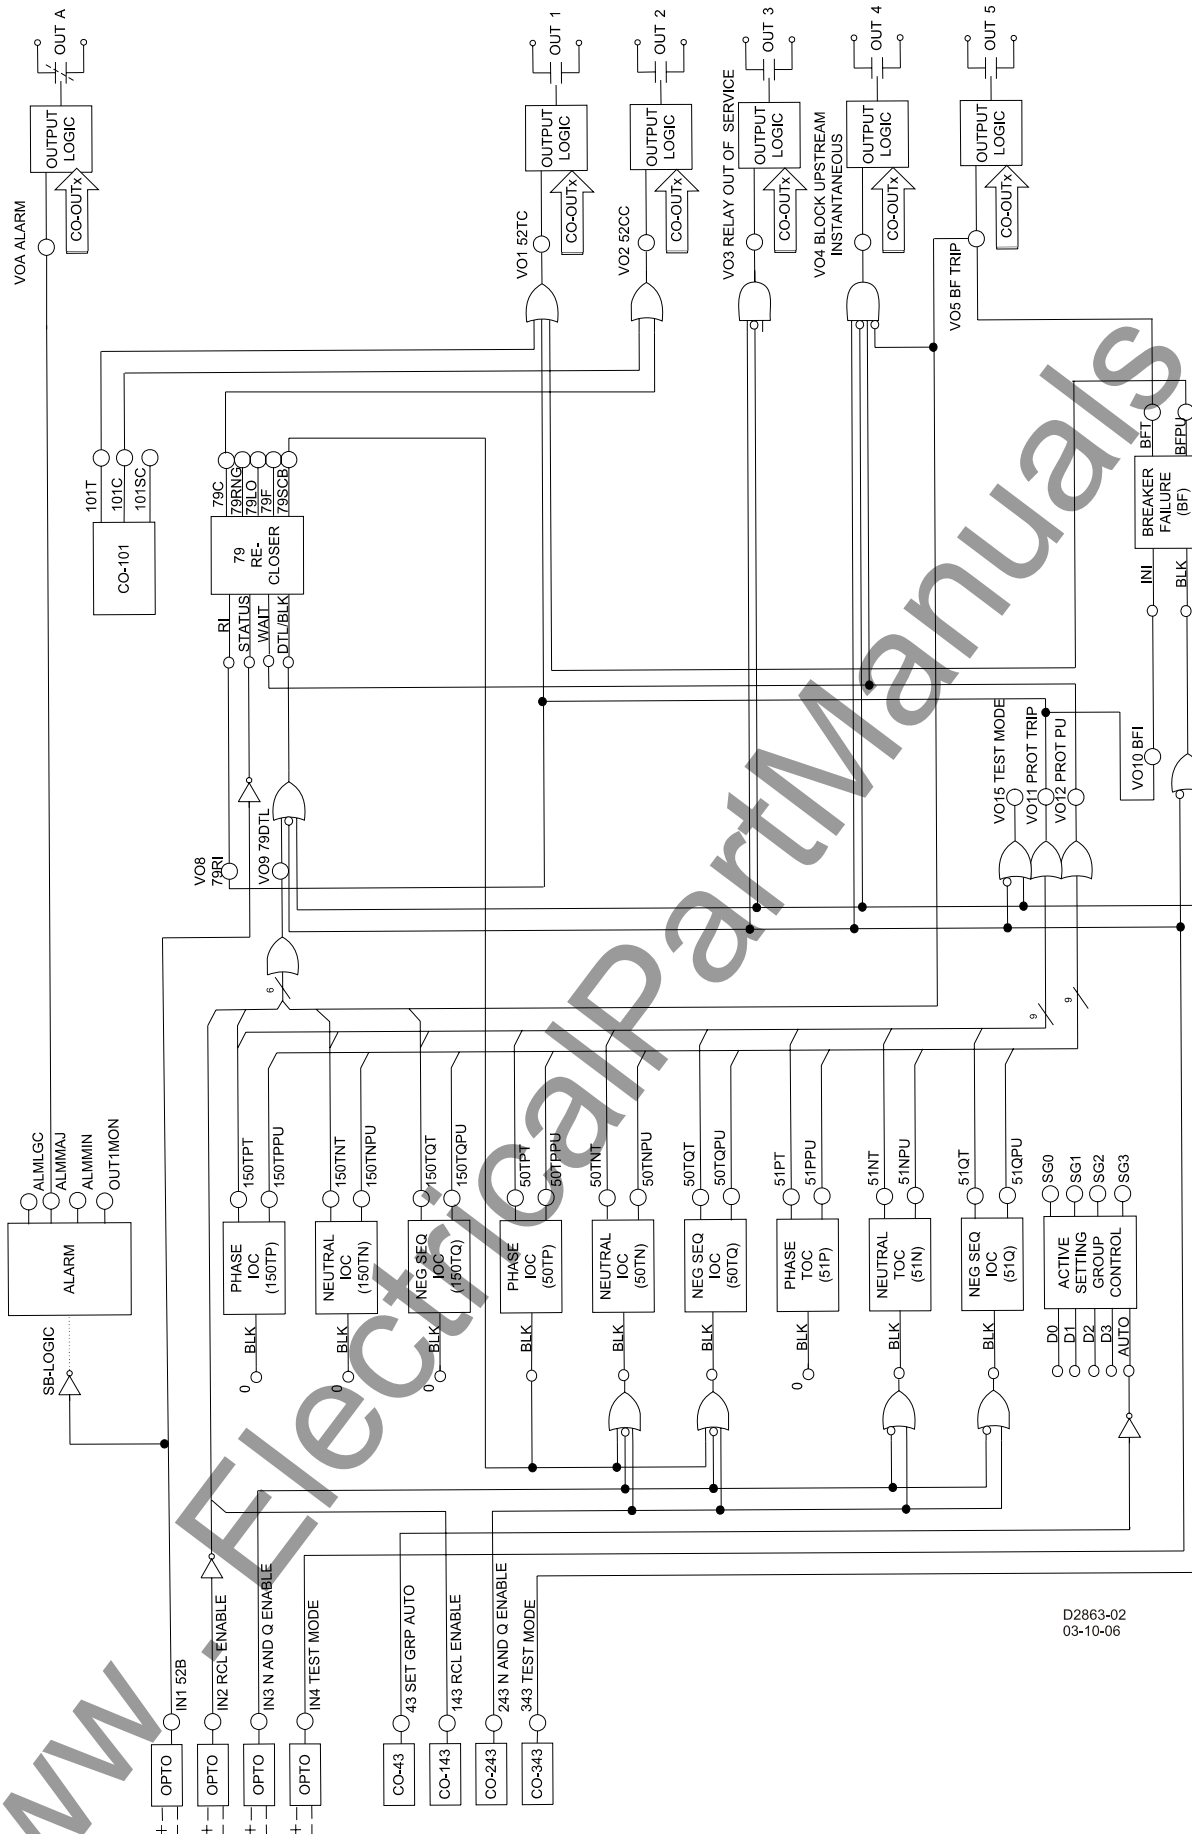 OUT A
OUTPUT LOGIC
CO-OUTx
VOA ALARM
OUT 1
OUTPUT LOGIC
CO-OUTx
VO1 52TC
OUT 2
OUTPUT LOGIC
CO-OUTx
VO2 52CC
OUT 3
OUTPUT LOGIC
CO-OUTx
VO3 RELAY OUT OF SERVICE
OUT 4
OUTPUT LOGIC
CO-OUTx
VO4 BLOCK UPSTREAM
INSTANTANEOUS
OUT 5
OUTPUT LOGIC
CO-OUTx
VO5 BF TRIP
101T
101C
101SC
CO-101
79C
79RNG
79LO
79F
79SCB
79
RE-
CLOSER
RI
STATUS
WAIT
DTL/BLK
BFT
BFPU
BREAKER
FAILURE
(BF)
INI
BLK
VO8
79RI
VO9 79DTL
VO15 TEST MODE
VO11 PROT TRIP
VO12 PROT PU
VO10 BFI
6
9
9
ALMLGC
ALMMAJ
ALMMIN
OUT1MON
ALARM
SB-LOGIC
150TPT
150TPPU
PHASE
IOC
(150TP)
BLK
0
150TNT
150TNPU
NEUTRAL
IOC
(150TN)
BLK
0
150TQT
150TQPU
NEG SEQ
IOC
(150TQ)
BLK
0
50TPT
50TPPU
PHASE
IOC
(50TP)
BLK
50TNT
50TNPU
NEUTRAL
IOC
(50TN)
BLK
50TQT
50TQPU
NEG SEQ
IOC
(50TQ)
BLK
51PT
51PPU
PHASE
TOC
(51P)
BLK
0
51NT
51NPU
NEUTRAL
TOC
(51N)
BLK
51QT
51QPU
NEG SEQ
IOC
(51Q)
BLK
SG0
SG1
SG2
SG3
ACTIVE
SETTING
GROUP
CONTROL
D0
D1
D2
D3
AUTO
OPTO
IN1 52B
OPTO
IN2 RCL ENABLE
OPTO
IN3 N AND Q ENABLE
OPTO
IN4 TEST MODE
CO-43
43 SET GRP AUTO
CO-143
143 RCL ENABLE
CO-243
243 N AND Q ENABLE
CO-343
343 TEST MODE
D2863-02
03-10-06
w . ElectricalPartManuals